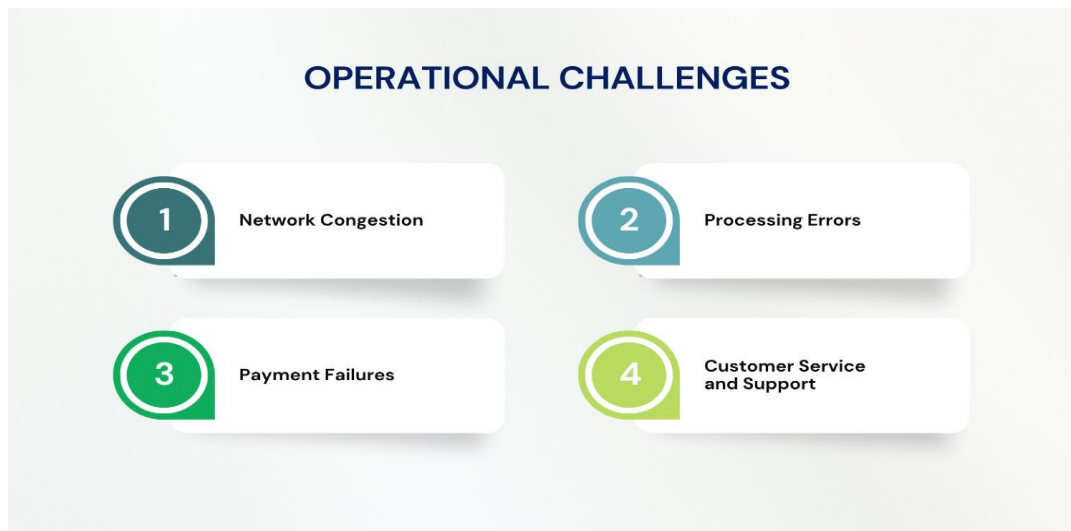 OPERATIONAL CHALLENGES
1
Network Congestion
2
Processing Errors
3
Payment Failures
4
Customer Service
and Support